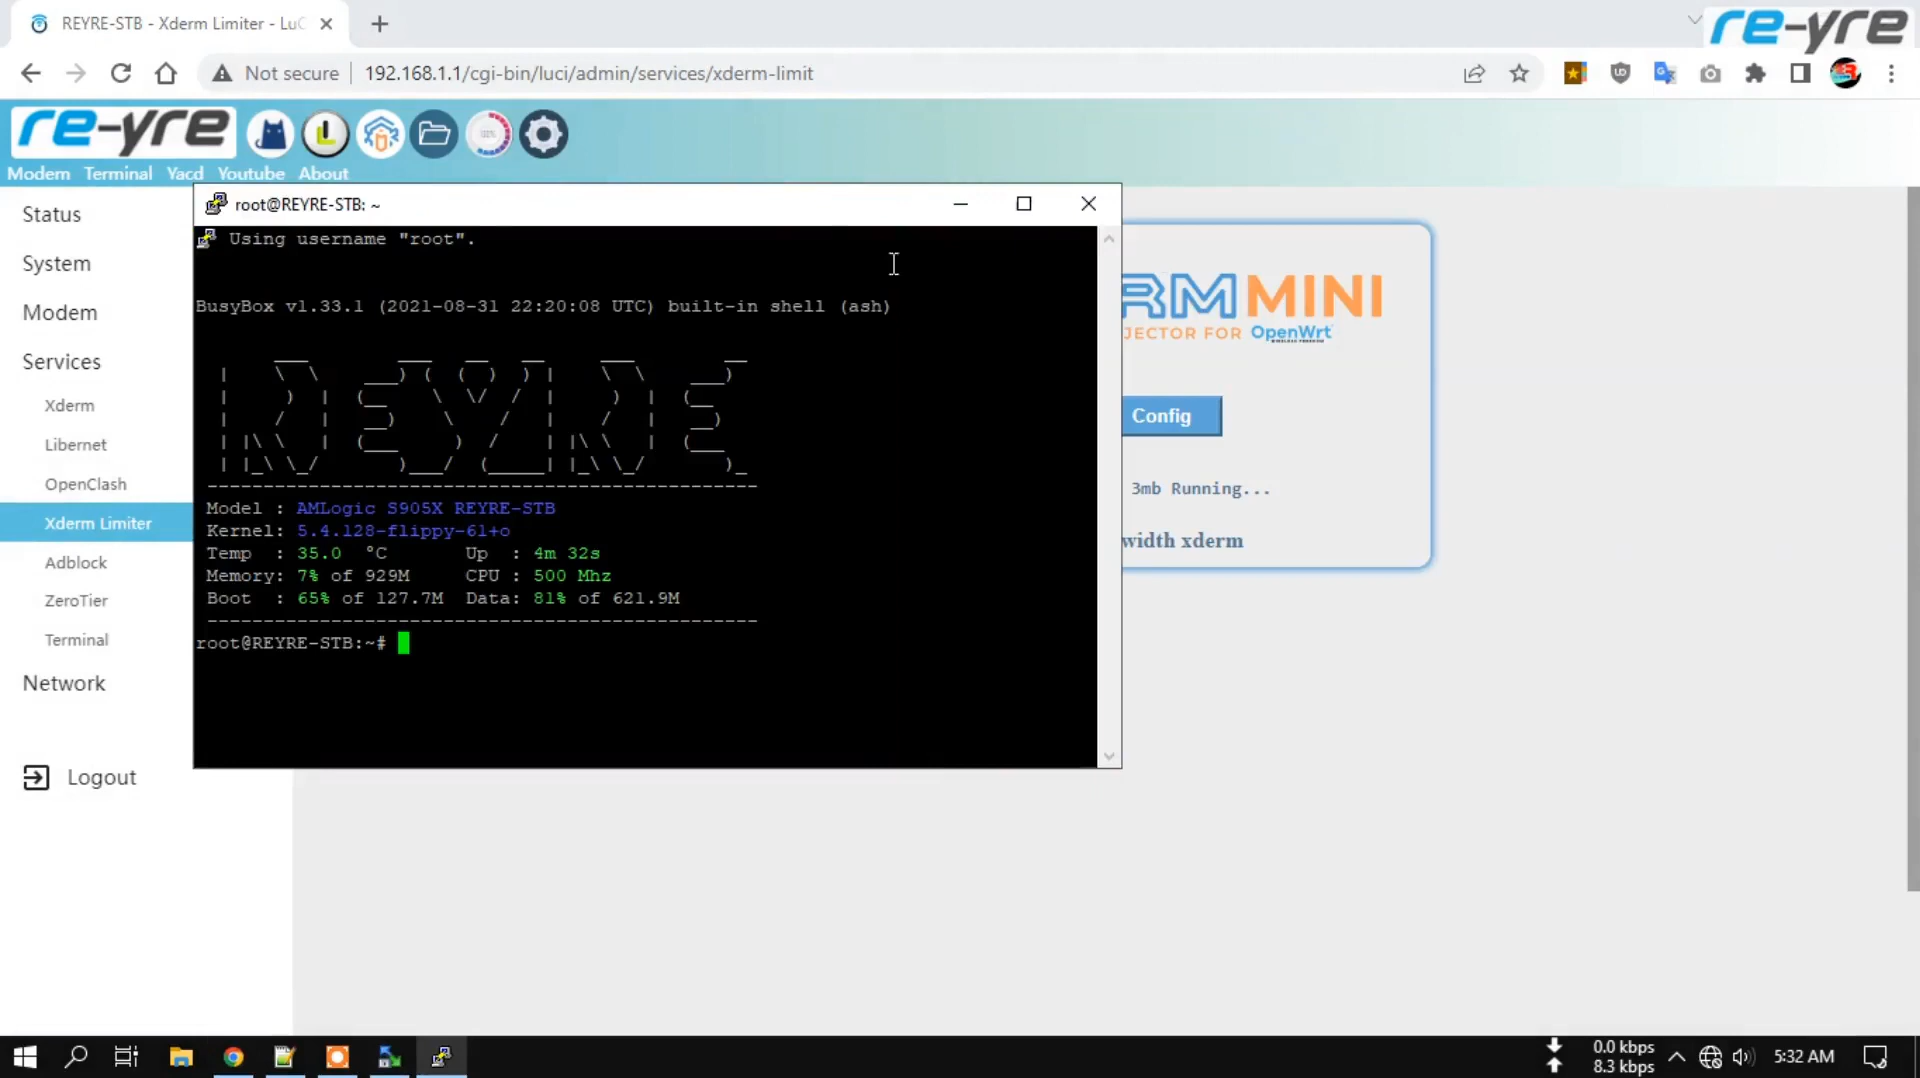 REYRE-STB - Xderm Limiter - LuC
re-yre
Not secure
192.168.1.1/cgi-bin/luci/admin/services/xderm-limit
re-yre
Modem Terminal Yacd Youtube About
Status
System
Modem
Services
Xderm
Libernet
OpenClash
Xderm Limiter
Adblock
ZeroTier
Terminal
Network
Logout
root@REYRE-STB: ~
Using username "root".
BusyBox v1.33.1 (2021-08-31 22:20:08 UTC) built-in shell (ash)
REYRE
Model : AMLogic S905X REYRE-STB
Kernel: 5.4.128-flippy-61+o
Temp : 35.0 °C Up : 4m 32s
Memory: 7% of 929M CPU : 500 Mhz
Boot : 65% of 127.7M Data: 81% of 621.9M
root@REYRE-STB:~#
RM MINI
JECTOR FOR OpenWrt
Config
3mb Running...
width xderm
0.0 kbps
8.3 kbps
5:32 AM